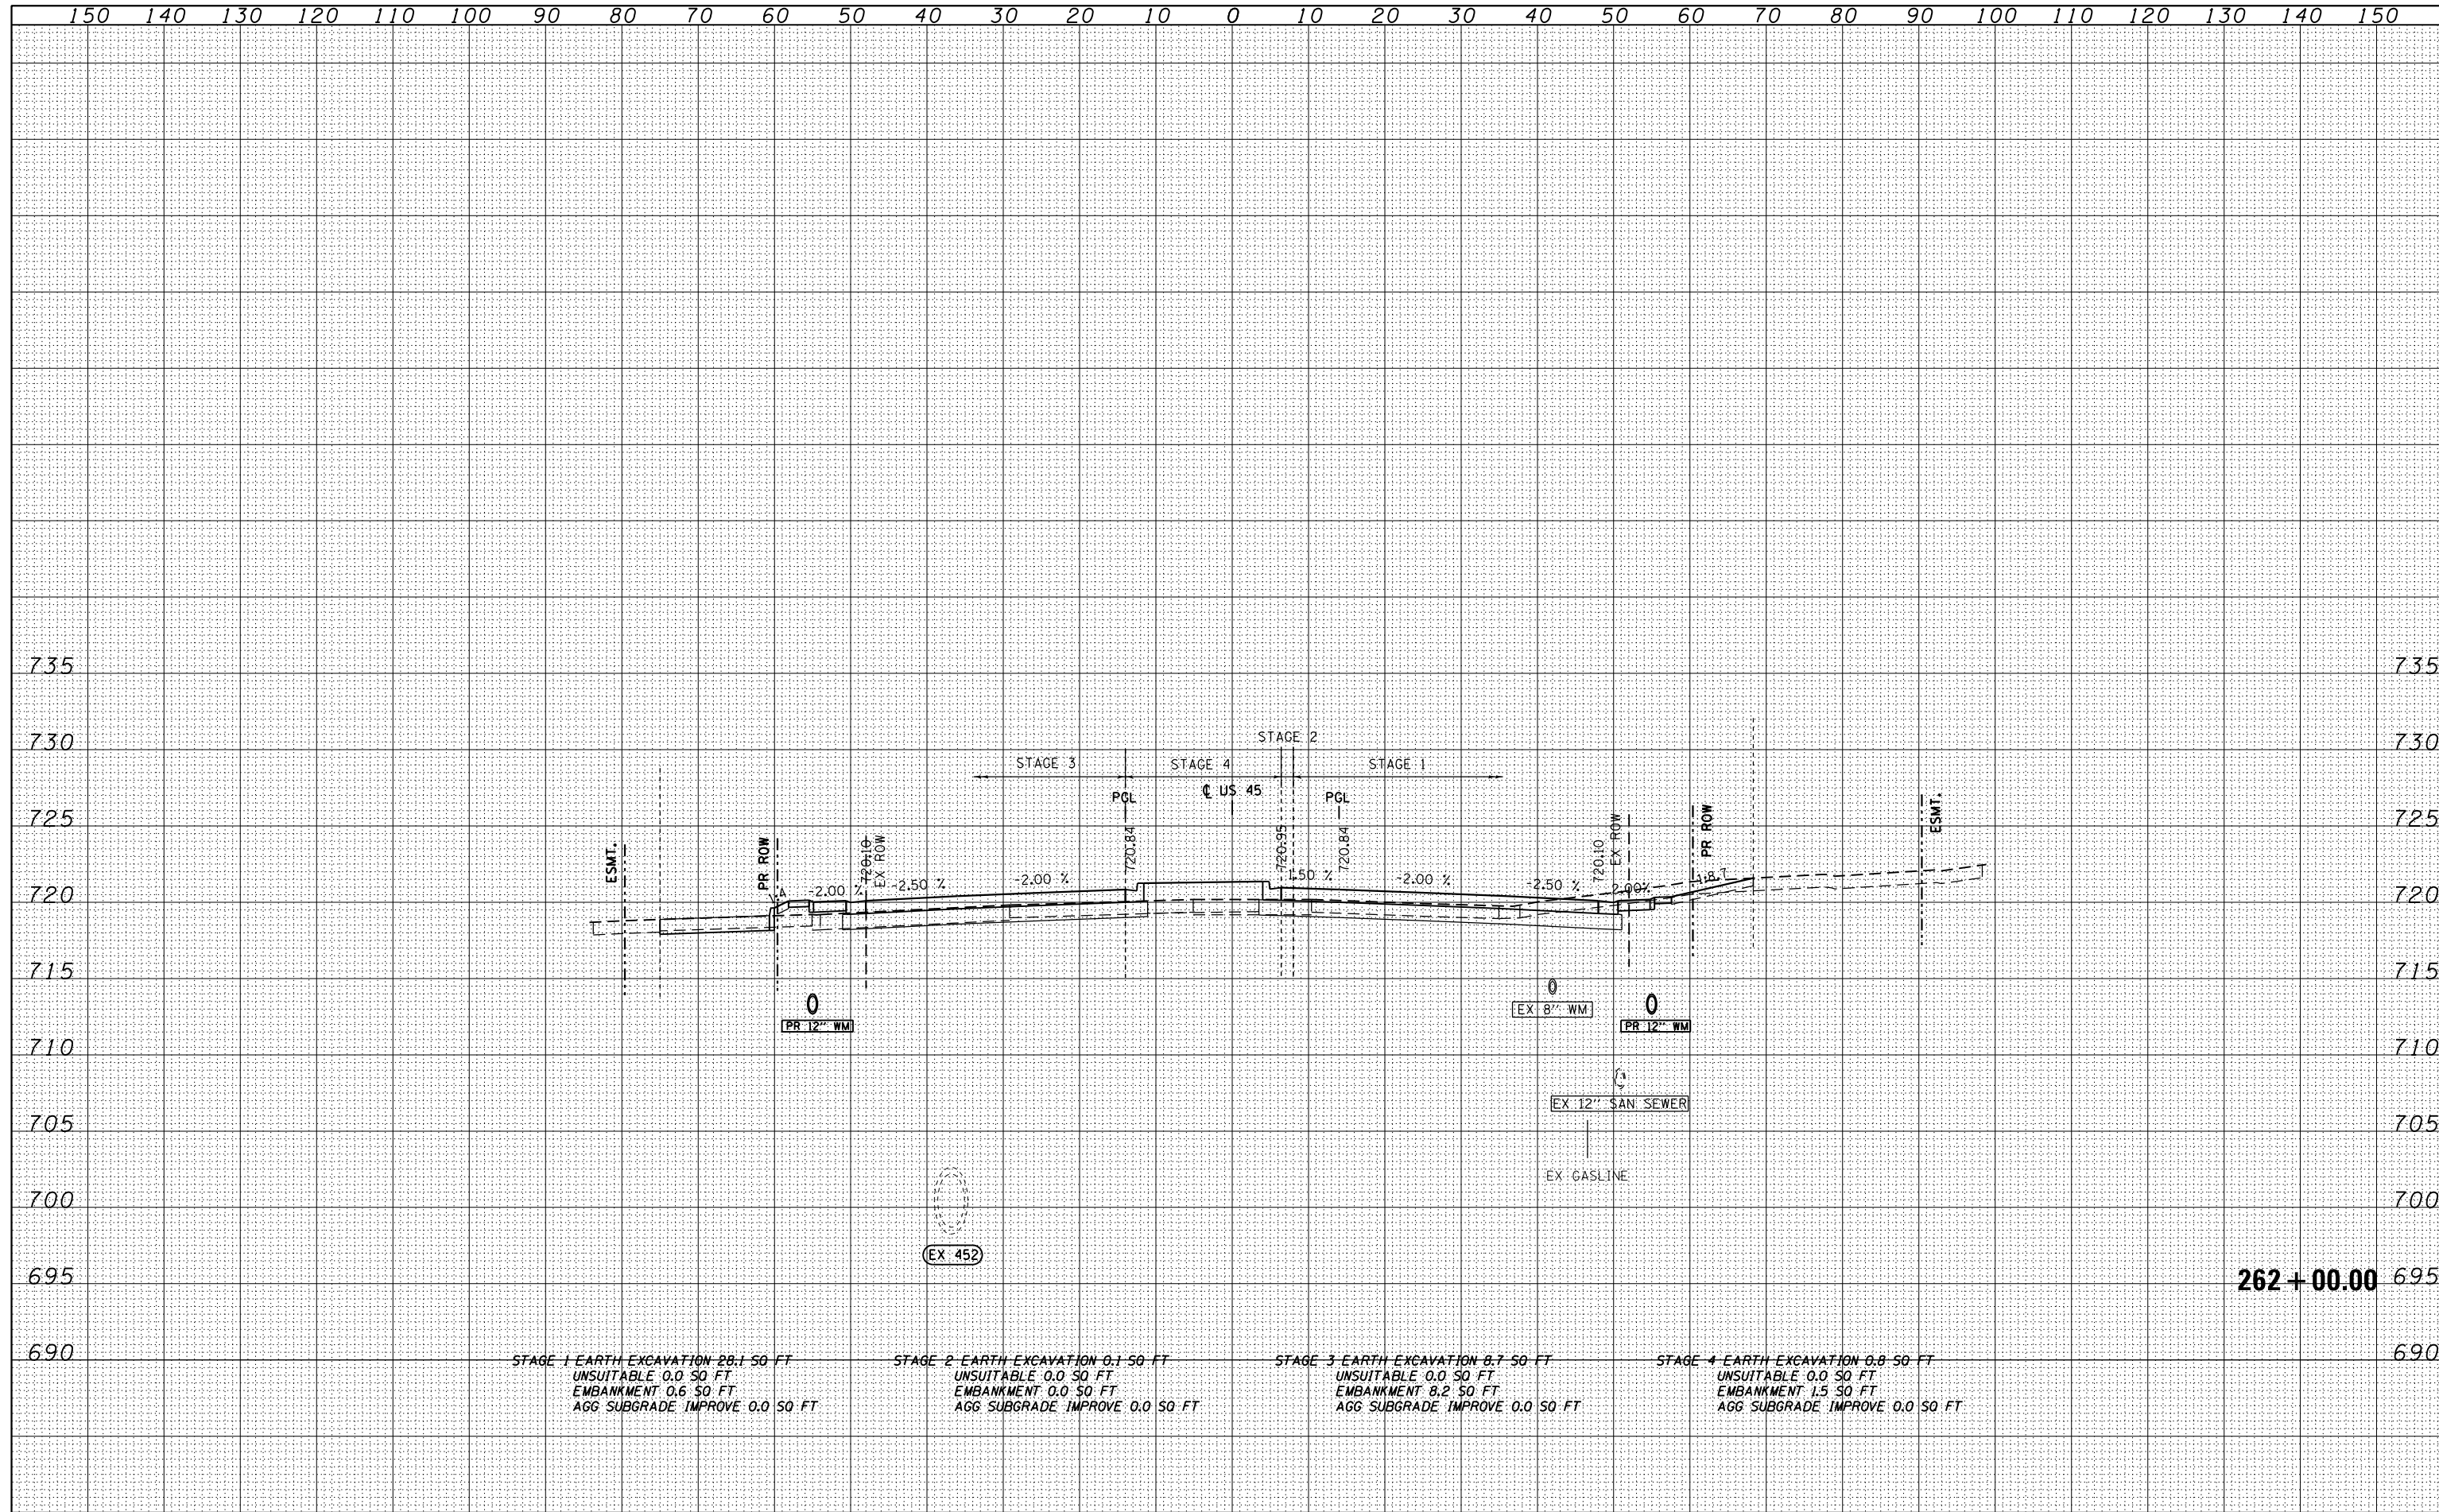 150 140 130 120 110 100 90 80 70 60 50 40 30 20 10 0 10 20 30 40 50 60 70 80 90 100 110 120 130 140 150
735 735
730 730
STAGE 2
STAGE 3 STAGE 4 STAGE 1
℄ US 45
PGL PGL
725 725
ESMT.
PR ROW
720.10
EX ROW
720.84
720.95
720.84
720.10
EX ROW
PR ROW
ESMT.
-2.00 % -2.50 % -2.00 % 1.50 % -2.00 % -2.50 % 2.00% 1:8.7
720 720
715 715
EX 8" WM
PR 12" WM PR 12" WM
710 710
EX 12" SAN SEWER
705 705
EX GASLINE
700 700
EX 452
695 262 + 00.00 695
690 690
STAGE 1 EARTH EXCAVATION 28.1 SQ FT
UNSUITABLE 0.0 SQ FT
EMBANKMENT 0.6 SQ FT
AGG SUBGRADE IMPROVE 0.0 SQ FT
STAGE 2 EARTH EXCAVATION 0.1 SQ FT
UNSUITABLE 0.0 SQ FT
EMBANKMENT 0.0 SQ FT
AGG SUBGRADE IMPROVE 0.0 SQ FT
STAGE 3 EARTH EXCAVATION 8.7 SQ FT
UNSUITABLE 0.0 SQ FT
EMBANKMENT 8.2 SQ FT
AGG SUBGRADE IMPROVE 0.0 SQ FT
STAGE 4 EARTH EXCAVATION 0.8 SQ FT
UNSUITABLE 0.0 SQ FT
EMBANKMENT 1.5 SQ FT
AGG SUBGRADE IMPROVE 0.0 SQ FT